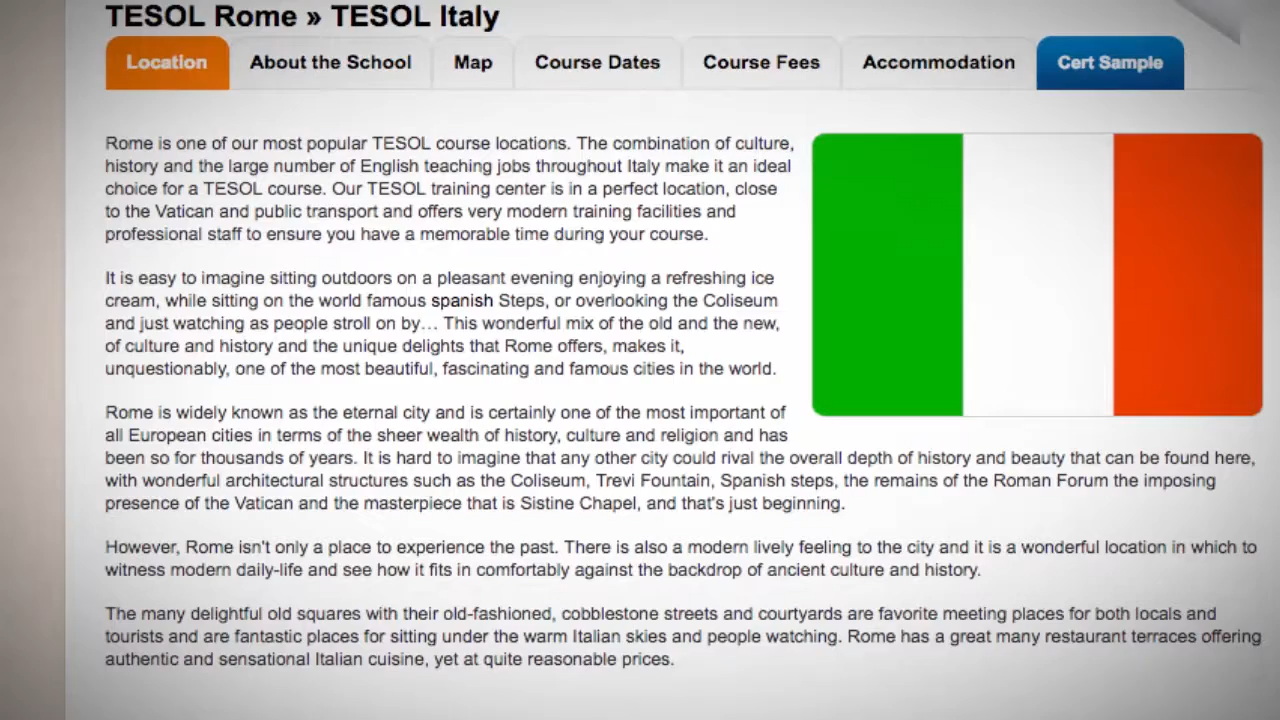 TESOL Rome » TESOL Italy
Location About the School Map Course Dates Course Fees Accommodation Cert Sample
Rome is one of our most popular TESOL course locations. The combination of culture,
history and the large number of English teaching jobs throughout Italy make it an ideal
choice for a TESOL course. Our TESOL training center is in a perfect location, close
to the Vatican and public transport and offers very modern training facilities and
professional staff to ensure you have a memorable time during your course.
It is easy to imagine sitting outdoors on a pleasant evening enjoying a refreshing ice
cream, while sitting on the world famous spanish Steps, or overlooking the Coliseum
and just watching as people stroll on by… This wonderful mix of the old and the new,
of culture and history and the unique delights that Rome offers, makes it,
unquestionably, one of the most beautiful, fascinating and famous cities in the world.
Rome is widely known as the eternal city and is certainly one of the most important of
all European cities in terms of the sheer wealth of history, culture and religion and has
been so for thousands of years. It is hard to imagine that any other city could rival the overall depth of history and beauty that can be found here,
with wonderful architectural structures such as the Coliseum, Trevi Fountain, Spanish steps, the remains of the Roman Forum the imposing
presence of the Vatican and the masterpiece that is Sistine Chapel, and that's just beginning.
However, Rome isn't only a place to experience the past. There is also a modern lively feeling to the city and it is a wonderful location in which to
witness modern daily-life and see how it fits in comfortably against the backdrop of ancient culture and history.
The many delightful old squares with their old-fashioned, cobblestone streets and courtyards are favorite meeting places for both locals and
tourists and are fantastic places for sitting under the warm Italian skies and people watching. Rome has a great many restaurant terraces offering
authentic and sensational Italian cuisine, yet at quite reasonable prices.